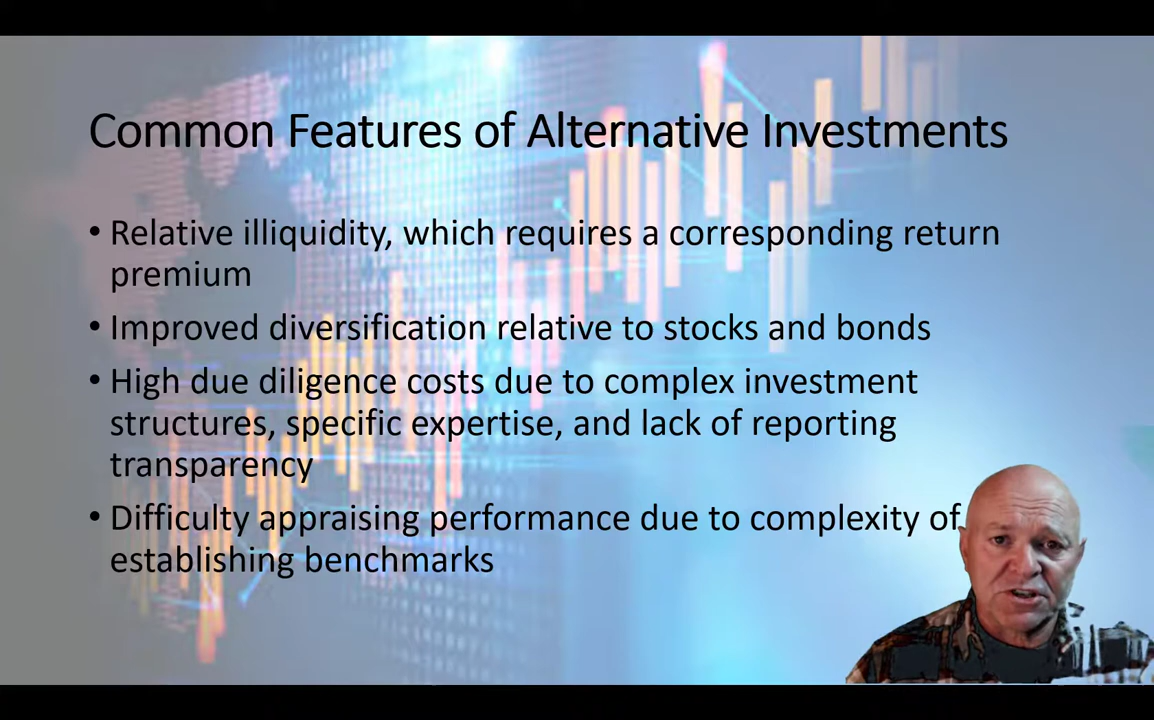 Common Features of Alternative Investments
• Relative illiquidity, which requires a corresponding return
premium
• Improved diversification relative to stocks and bonds
• High due diligence costs due to complex investment
structures, specific expertise, and lack of reporting
transparency
• Difficulty appraising performance due to complexity of
establishing benchmarks